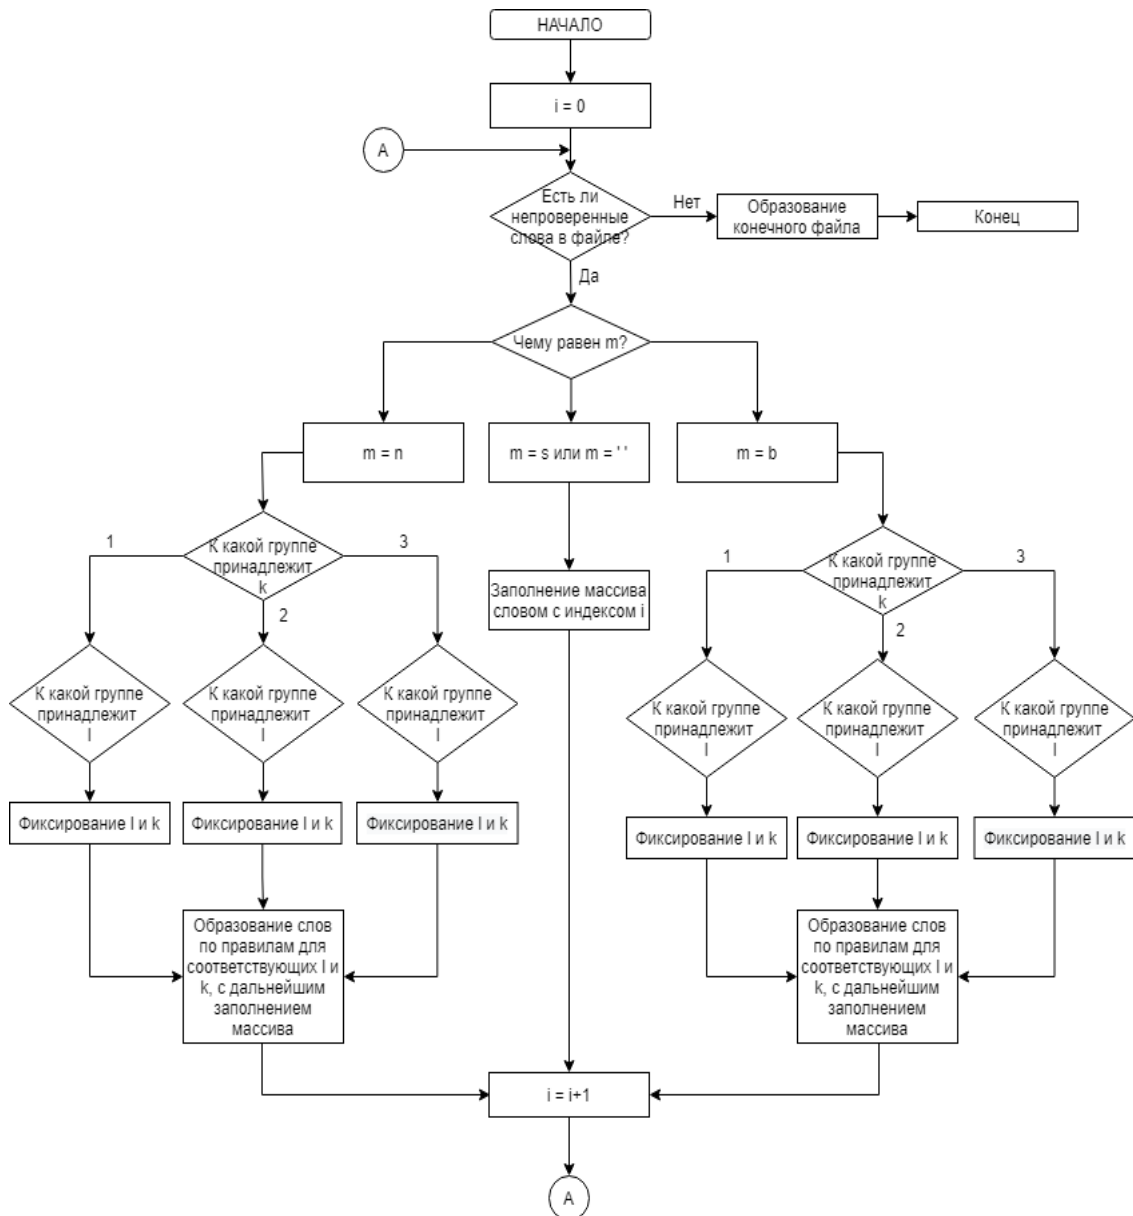 НАЧАЛО
i = 0
А
Есть ли
непроверенные
слова в файле?
Нет
Образование
конечного файла
Конец
Да
Чему равен m?
m = n
m = s или m = ' '
m = b
К какой группе
принадлежит
k
1
2
3
К какой группе
принадлежит
l
К какой группе
принадлежит
l
К какой группе
принадлежит
l
Фиксирование l и k
Фиксирование l и k
Фиксирование l и k
Образование слов
по правилам для
соответствующих l и
k, с дальнейшим
заполнением
массива
Заполнение массива
словом с индексом i
К какой группе
принадлежит
k
1
2
3
К какой группе
принадлежит
l
К какой группе
принадлежит
l
К какой группе
принадлежит
l
Фиксирование l и k
Фиксирование l и k
Фиксирование l и k
Образование слов
по правилам для
соответствующих l и
k, с дальнейшим
заполнением
массива
i = i+1
А